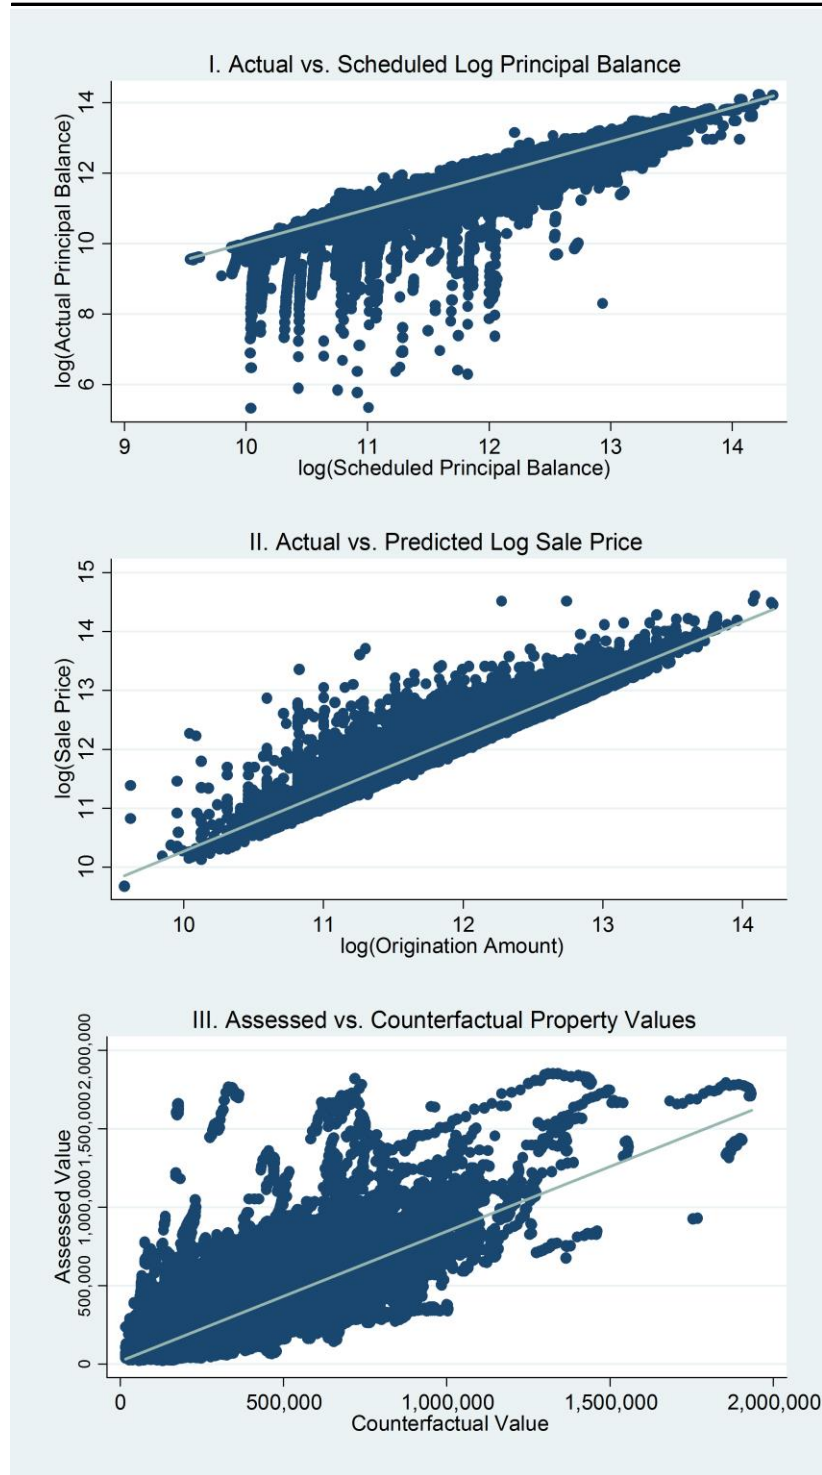 I. Actual vs. Scheduled Log Principal Balance
log(Actual Principal Balance)
14
12
10
8
6
9 10 11 12 13 14
log(Scheduled Principal Balance)
II. Actual vs. Predicted Log Sale Price
log(Sale Price)
15
14
13
12
11
10
10 11 12 13 14
log(Origination Amount)
III. Assessed vs. Counterfactual Property Values
Assessed Value
2,000,000
1,500,000
1,000,000
500,000
0
0 500,000 1,000,000 1,500,000 2,000,000
Counterfactual Value